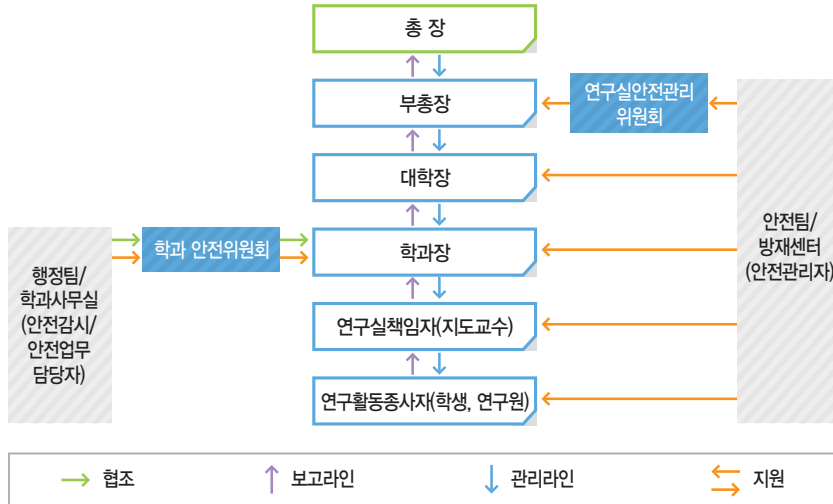 총 장
부총장
연구실안전관리
위원회
대학장
학과 안전위원회
학과장
행정팀/
학과사무실
(안전감시/
안전업무
담당자)
안전팀/
방재센터
(안전관리자)
연구실책임자(지도교수)
연구활동종사자(학생, 연구원)
협조
보고라인
관리라인
지원